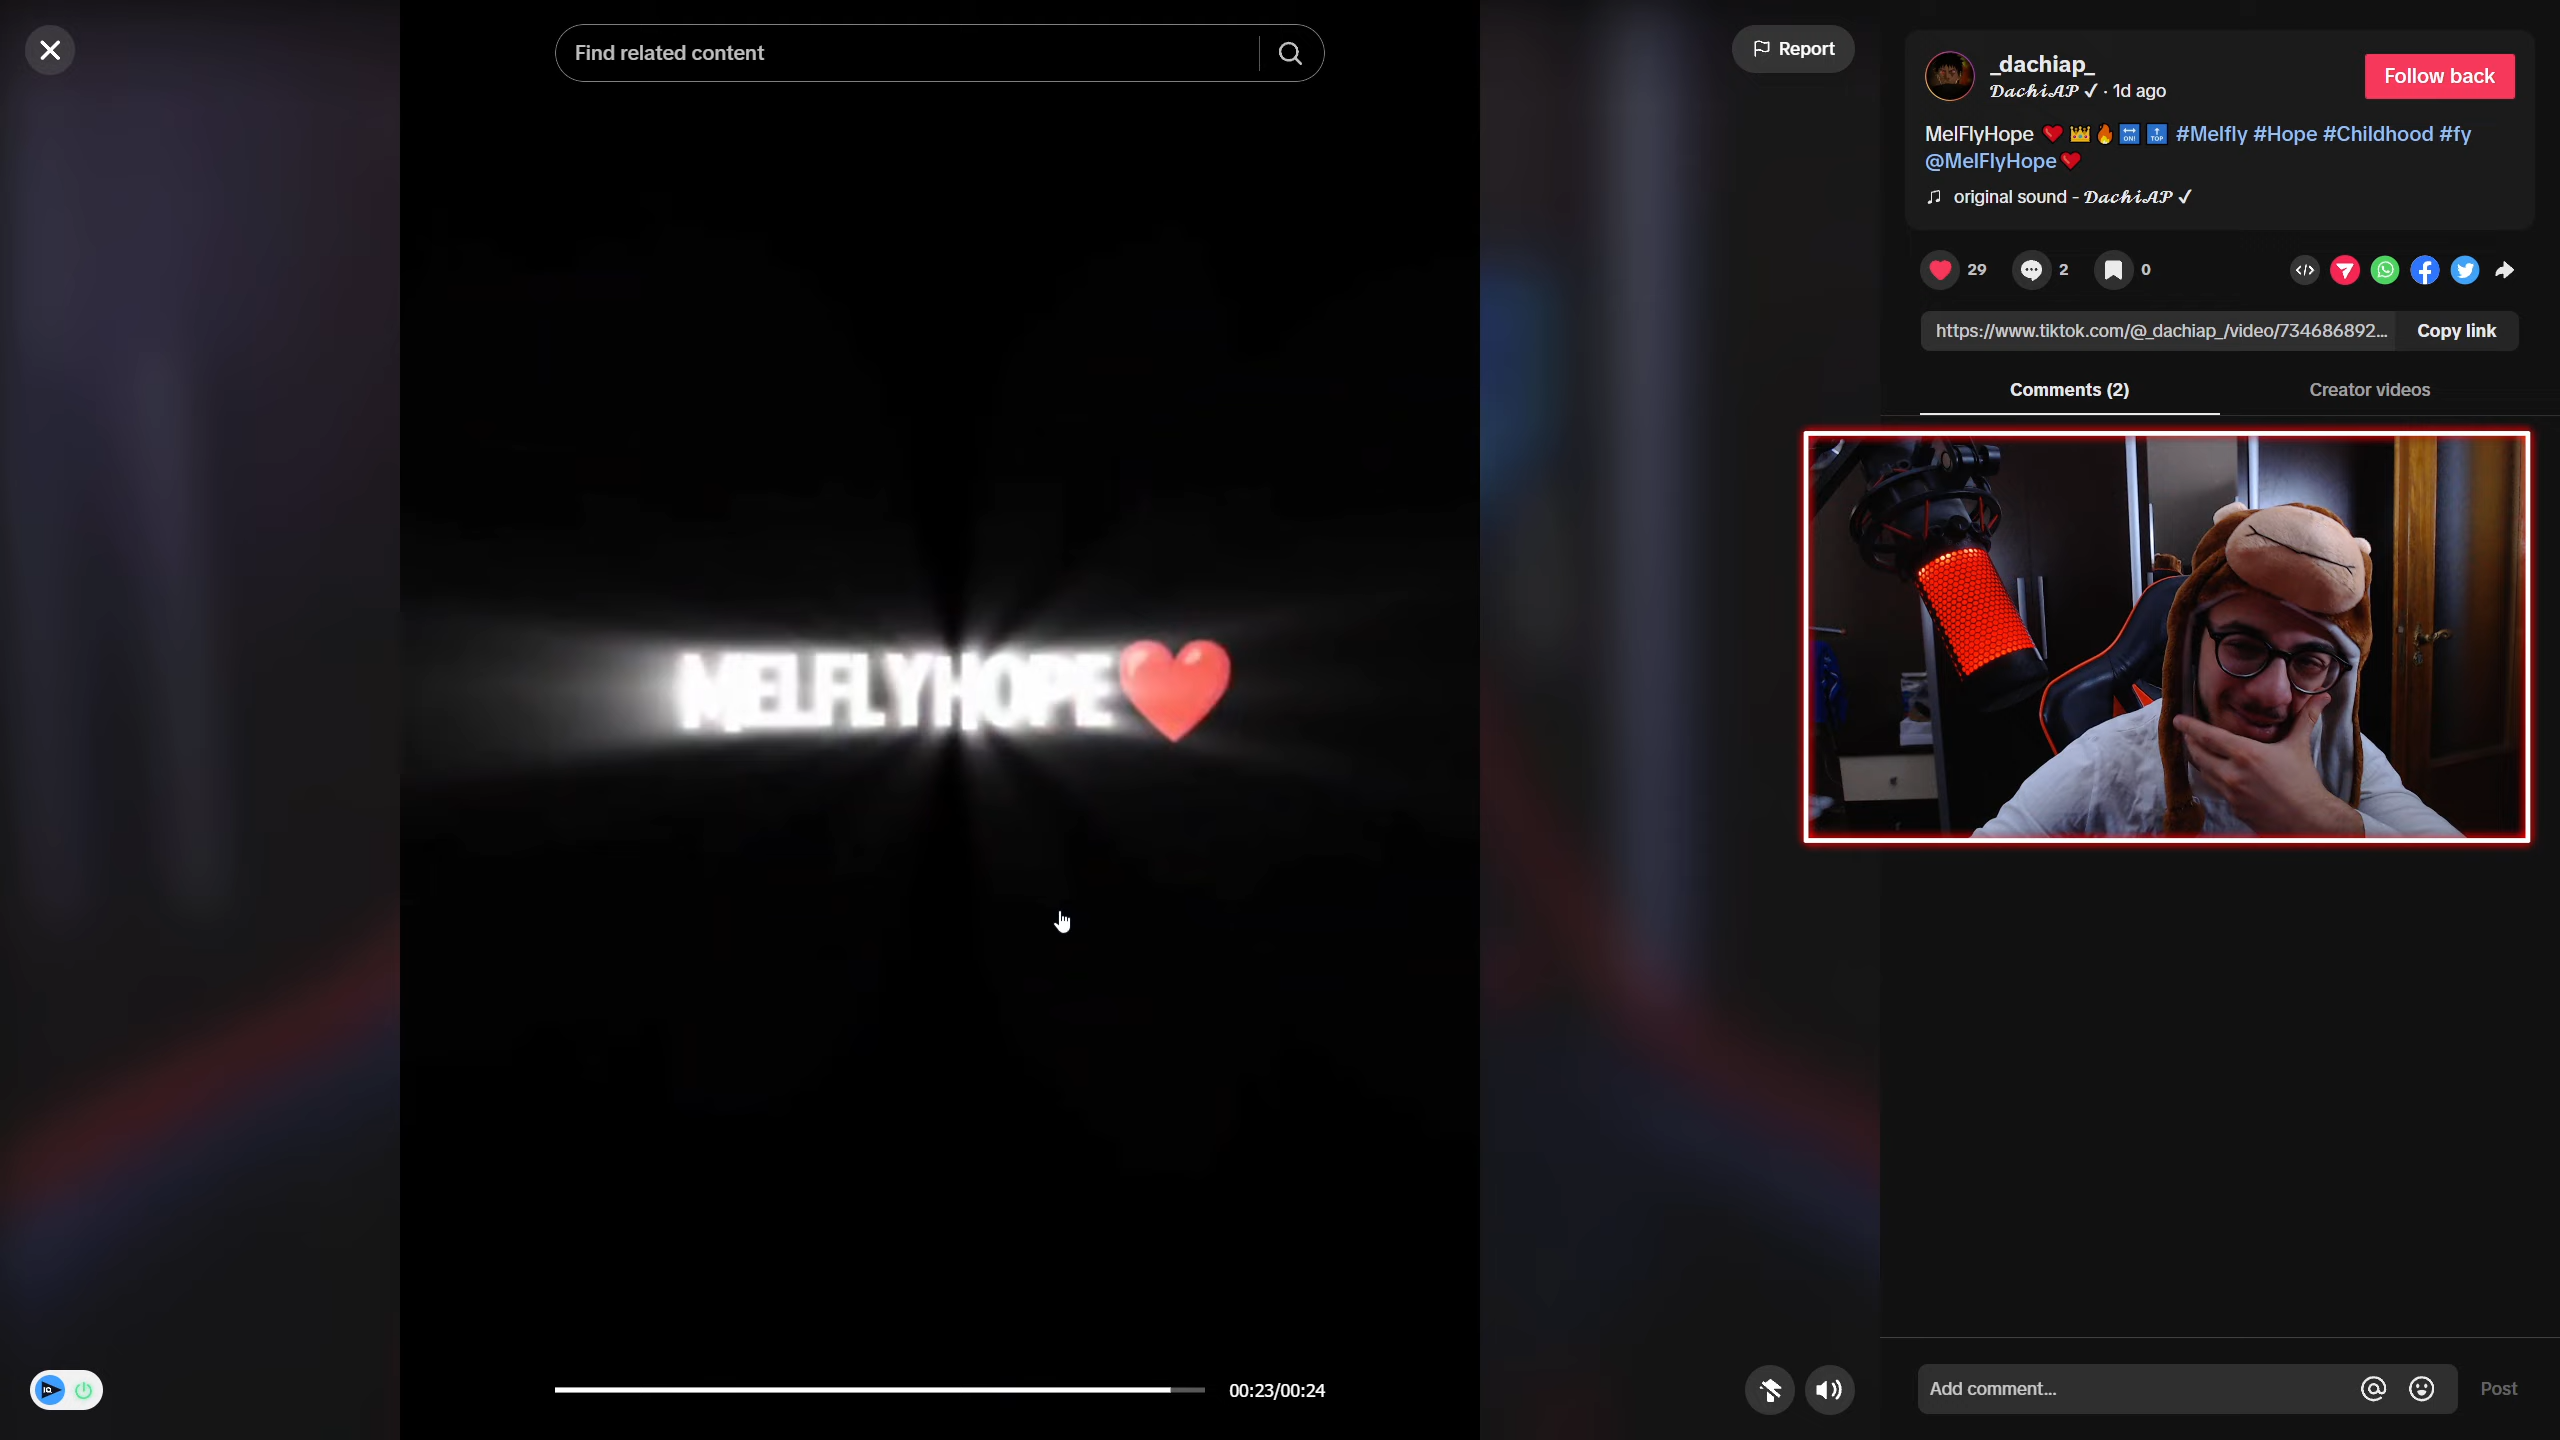 Find related content
Report
_dachiap_
𝓓𝓪𝓬𝓱𝓲𝓐𝓟 ✓ · 1d ago
Follow back
MelFlyHope ❤️👑🔥🔛🔝 #Melfly #Hope #Childhood #fy
@MelFlyHope❤️
original sound - 𝓓𝓪𝓬𝓱𝓲𝓐𝓟 ✓
29
2
0
https://www.tiktok.com/@_dachiap_/video/734686892...
Copy link
Comments (2)
Creator videos
MELFLYHOPE❤️
00:23/00:24
Add comment...
Post